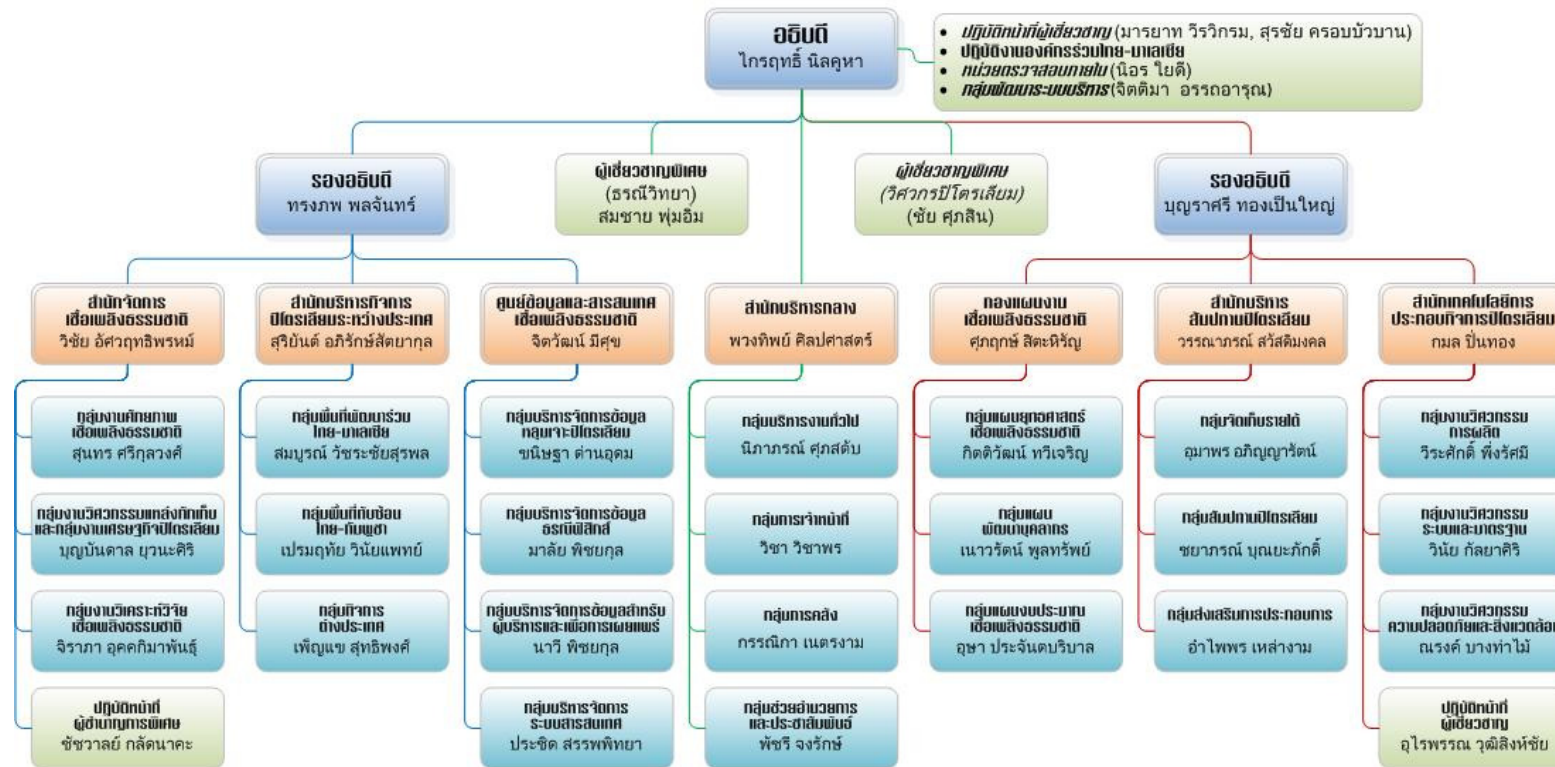 อธิบดี
ไกรฤทธิ์ นิลคูหา
• ปฏิบัติหน้าที่ผู้เชี่ยวชาญ (มารยาท วีรวิกรม, สุรชัย ครอบบัวบาน)
• ปฏิบัติงานองค์กรร่วมไทย-มาเลเซีย
• หน่วยตรวจสอบภายใน (นิอร ใยดี)
• กลุ่มพัฒนาระบบบริหาร (จิตติมา อรรถอารุณ)
รองอธิบดี
ทรงภพ พลจันทร์
ผู้เชี่ยวชาญพิเศษ
(ธรณีวิทยา)
สมชาย พุ่มอิม
ผู้เชี่ยวชาญพิเศษ
(วิศวกรปิโตรเลียม)
(ชัย ศุภสิน)
รองอธิบดี
บุญราศรี ทองเป็นใหญ่
สำนักจัดการ
เชื้อเพลิงธรรมชาติ
วิชัย อัศวฤทธิพรหม์
สำนักบริหารกิจการ
ปิโตรเลียมระหว่างประเทศ
สุริยันต์ อภิรักษ์สัตยากุล
ศูนย์ข้อมูลและสารสนเทศ
เชื้อเพลิงธรรมชาติ
จิตวัฒน์ มีศุข
สำนักบริหารกลาง
พวงทิพย์ ศิลปศาสตร์
กองแผนงาน
เชื้อเพลิงธรรมชาติ
ศุภฤกษ์ สิตะหิรัญ
สำนักบริหาร
สัมปทานปิโตรเลียม
วรรณาภรณ์ สวัสดิมงคล
สำนักเทคโนโลยีการ
ประกอบกิจการปิโตรเลียม
กมล ปิ่นทอง
กลุ่มงานศักยภาพ
เชื้อเพลิงธรรมชาติ
สุนทร ศรีกุลวงศ์
กลุ่มพื้นที่พัฒนาร่วม
ไทย-มาเลเซีย
สมบูรณ์ วัชระชัยสุรพล
กลุ่มบริหารจัดการข้อมูล
หลุมเจาะปิโตรเลียม
ขนิษฐา ด่านอุดม
กลุ่มบริหารงานทั่วไป
นิภาภรณ์ ศุภสดับ
กลุ่มแผนยุทธศาสตร์
เชื้อเพลิงธรรมชาติ
กิตติวัฒน์ ทวีเจริญ
กลุ่มจัดเก็บรายได้
อุมาพร อภิญญารัตน์
กลุ่มงานวิศวกรรม
การผลิต
วีระศักดิ์ พึ่งรัศมี
กลุ่มงานวิศวกรรมแหล่งกักเก็บ
และกลุ่มงานเศรษฐกิจปิโตรเลียม
บุญบันดาล ยุวนะศิริ
กลุ่มพื้นที่ทับซ้อน
ไทย-กัมพูชา
เปรมฤทัย วินัยแพทย์
กลุ่มบริหารจัดการข้อมูล
ธรณีฟิสิกส์
มาลัย พิชยกุล
กลุ่มการเจ้าหน้าที่
วิชา วิชาพร
กลุ่มแผน
พัฒนาบุคลากร
เนาวรัตน์ พูลทรัพย์
กลุ่มสัมปทานปิโตรเลียม
ชยาภรณ์ บุณยะภักดิ์
กลุ่มงานวิศวกรรม
ระบบและมาตรฐาน
วินัย กัลยาศิริ
กลุ่มงานวิเคราะห์วิจัย
เชื้อเพลิงธรรมชาติ
จิราภา อุคคกิมาพันธุ์
กลุ่มกิจการ
ต่างประเทศ
เพ็ญแข สุทธิพงศ์
กลุ่มบริหารจัดการข้อมูลสำหรับ
ผู้บริหารและเพื่อการเผยแพร่
นาวี พิชยกุล
กลุ่มการคลัง
กรรณิกา เนตรงาม
กลุ่มแผนงบประมาณ
เชื้อเพลิงธรรมชาติ
อุษา ประจันตบริบาล
กลุ่มส่งเสริมการประกอบการ
อำไพพร เหล่างาม
กลุ่มงานวิศวกรรม
ความปลอดภัยและสิ่งแวดล้อม
ณรงค์ บางท่าไม้
ปฏิบัติหน้าที่
ผู้ชำนาญการพิเศษ
ชัชวาลย์ กลัดนาคะ
กลุ่มบริหารจัดการ
ระบบสารสนเทศ
ประชิด สรรพพิทยา
กลุ่มช่วยอำนวยการ
และประชาสัมพันธ์
พัชรี จงรักษ์
ปฏิบัติหน้าที่
ผู้เชี่ยวชาญ
อุไรพรรณ วุฒิสิงห์ชัย